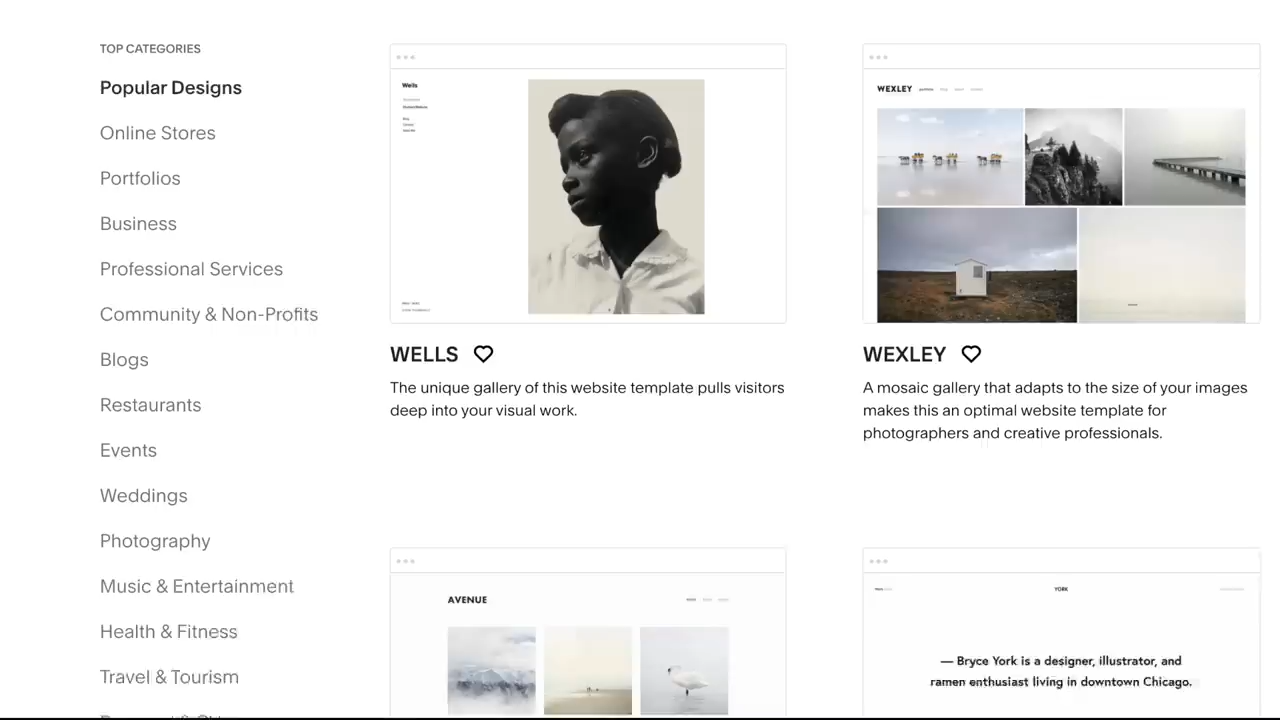 TOP CATEGORIES
Popular Designs
Online Stores
Portfolios
Business
Professional Services
Community & Non-Profits
Blogs
Restaurants
Events
Weddings
Photography
Music & Entertainment
Health & Fitness
Travel & Tourism
Wells
WELLS
The unique gallery of this website template pulls visitors
deep into your visual work.
WEXLEY
WEXLEY
A mosaic gallery that adapts to the size of your images
makes this an optimal website template for
photographers and creative professionals.
AVENUE
YORK
— Bryce York is a designer, illustrator, and
ramen enthusiast living in downtown Chicago.